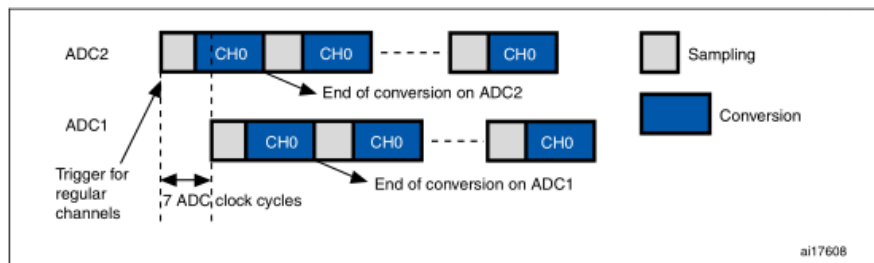 ADC2
CH0
CH0
CH0
Sampling
End of conversion on ADC2
Conversion
ADC1
CH0
CH0
CH0
Trigger for
regular
channels
End of conversion on ADC1
7 ADC clock cycles
ai17608